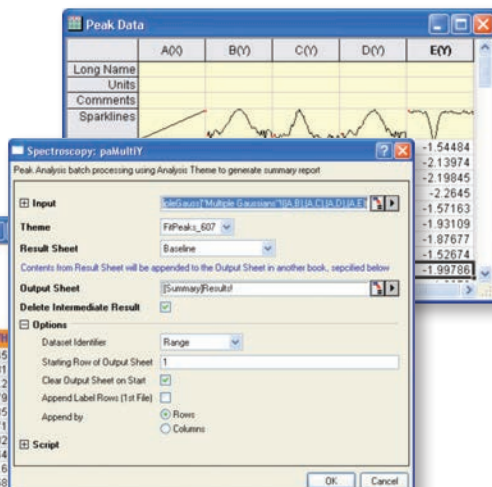 Peak Data
A(X) B(Y) C(Y) D(Y) E(Y)
Long Name
Units
Comments
Sparklines
-1.54484
-2.13974
-2.19845
-2.2645
-1.57163
-1.93109
-1.87677
-1.52674
-1.99786
Spectroscopy: paMultiY
Peak Analysis batch processing using Analysis Theme to generate summary report
Input
Theme FitPeaks_607
Result Sheet Baseline
Contents from Result Sheet will be appended to the Output Sheet in another book, sepcified below
Output Sheet [Summary]Results!
Delete Intermediate Result
Options
Dataset Identifier Range
Starting Row of Output Sheet 1
Clear Output Sheet on Start
Append Label Rows (1st File)
Append by Rows
Columns
Script
OK Cancel